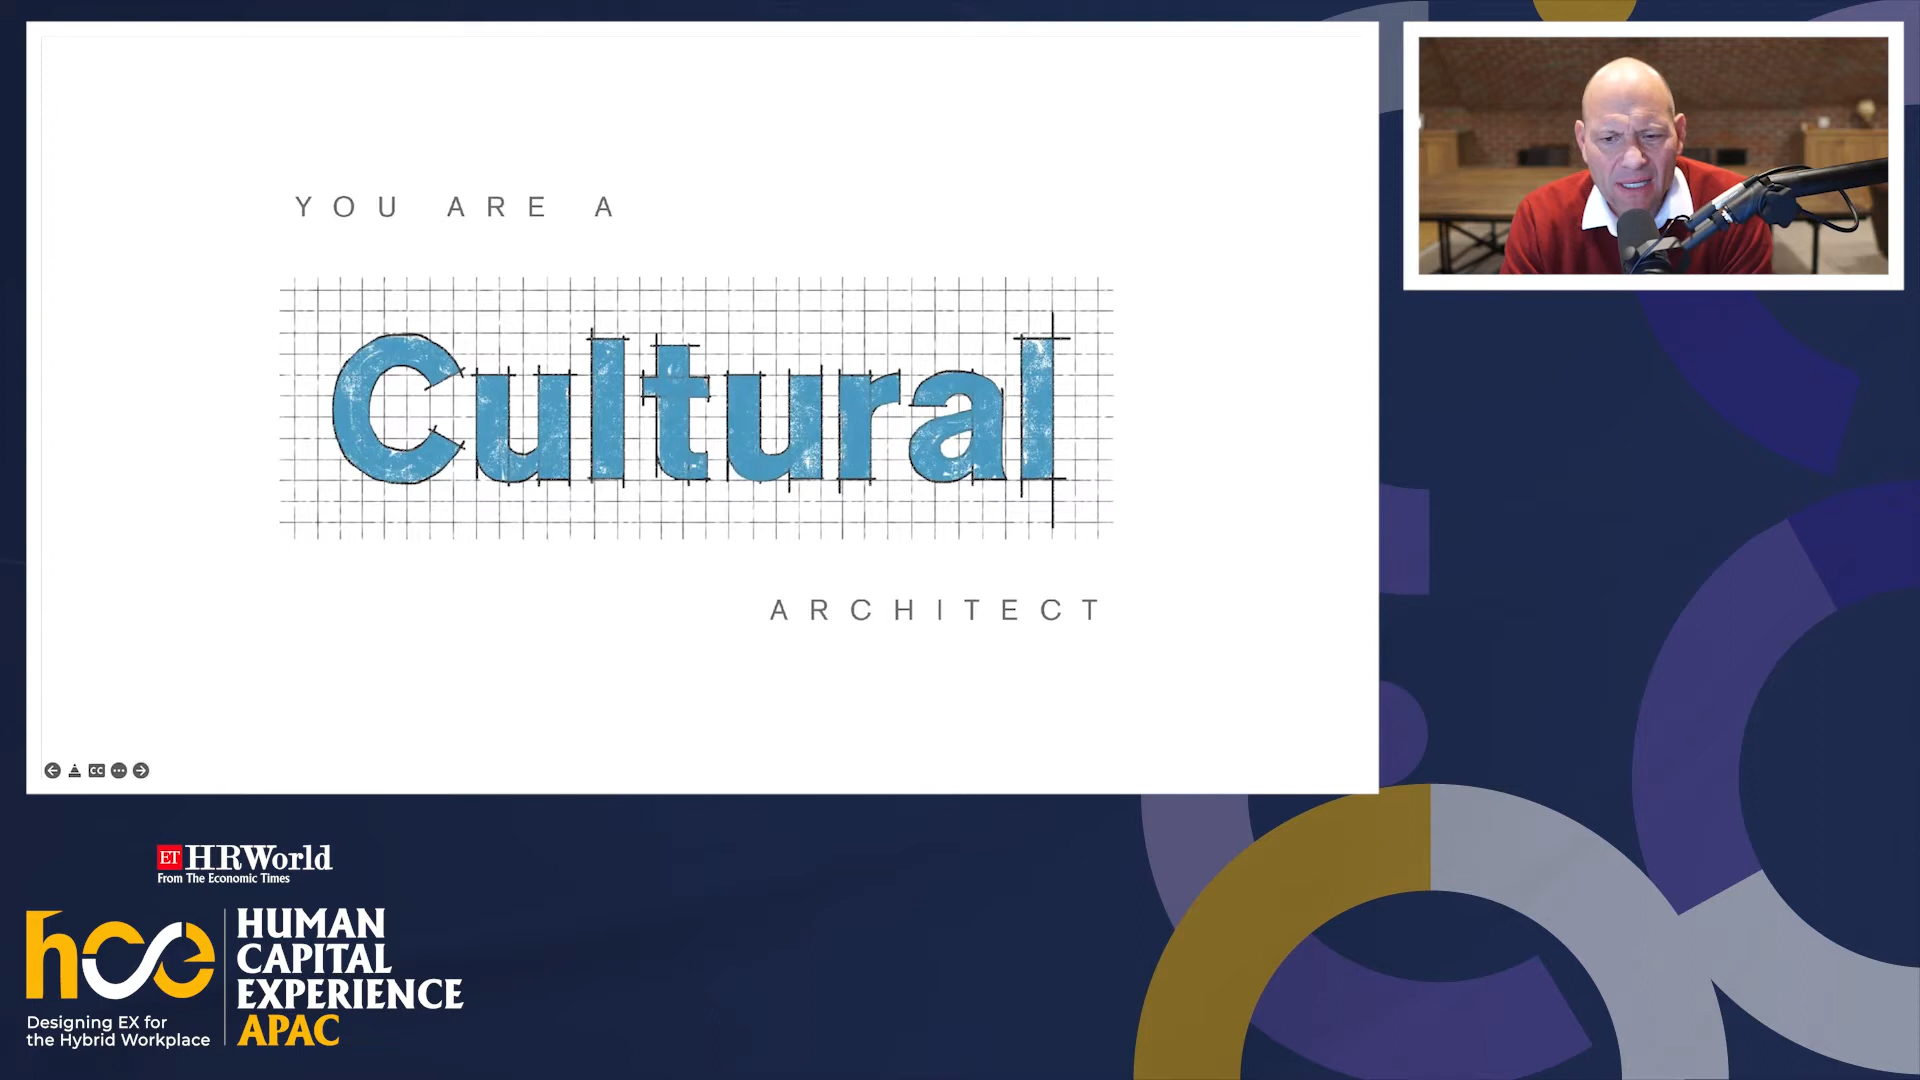 YOU ARE A
Cultural
ARCHITECT
CC
ET HRWorld
From The Economic Times
hce
HUMAN
CAPITAL
EXPERIENCE
APAC
Designing EX for
the Hybrid Workplace